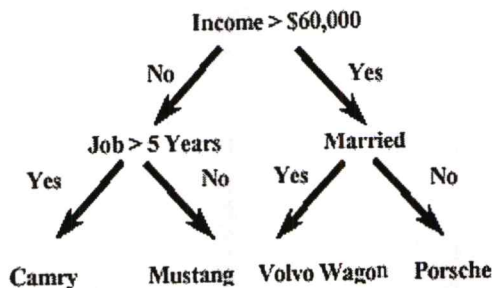 Income > $60,000
No
Yes
Job > 5 Years
Married
Yes
No
Yes
No
Camry
Mustang
Volvo Wagon
Porsche